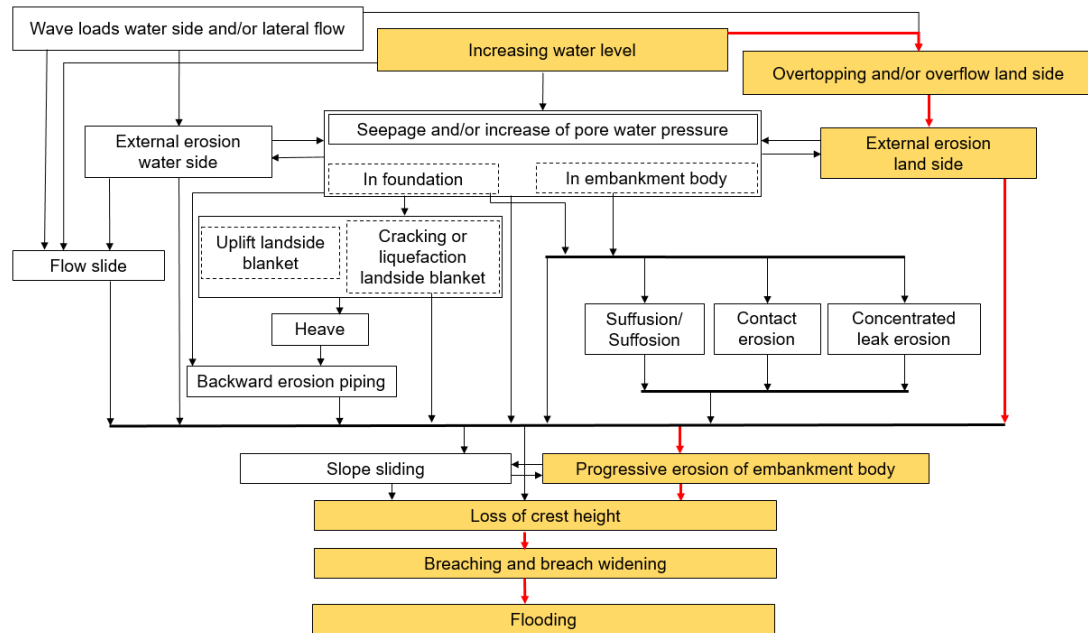 Wave loads water side and/or lateral flow
Increasing water level
Overtopping and/or overflow land side
Seepage and/or increase of pore water pressure
External erosion
water side
External erosion
land side
In foundation
In embankment body
Uplift landside
blanket
Cracking or
liquefaction
landside blanket
Flow slide
Heave
Suffusion/
Suffosion
Contact
erosion
Concentrated
leak erosion
Backward erosion piping
Slope sliding
Progressive erosion of embankment body
Loss of crest height
Breaching and breach widening
Flooding